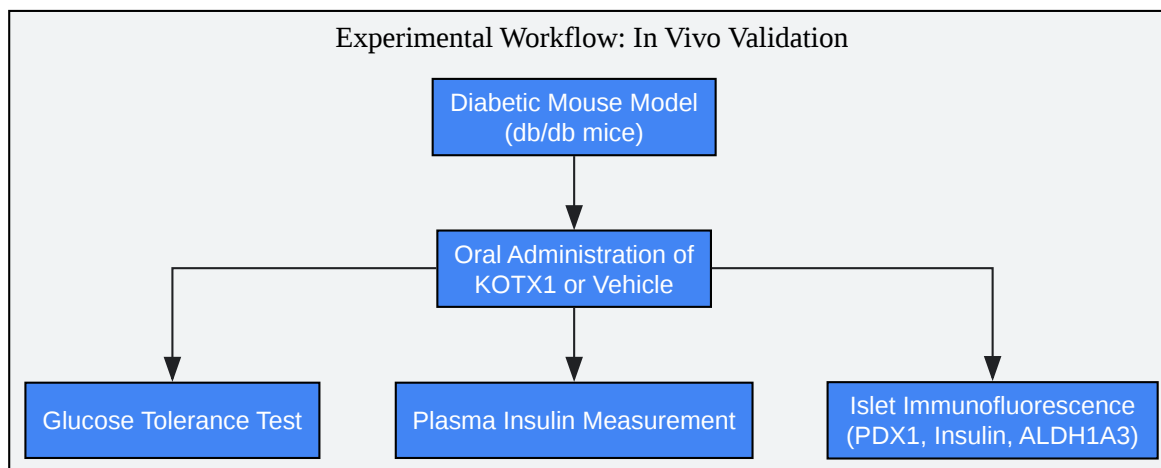 Experimental Workflow: In Vivo Validation
Diabetic Mouse Model
(db/db mice)
Oral Administration of
KOTX1 or Vehicle
Glucose Tolerance Test
Plasma Insulin Measurement
Islet Immunofluorescence
(PDX1, Insulin, ALDH1A3)